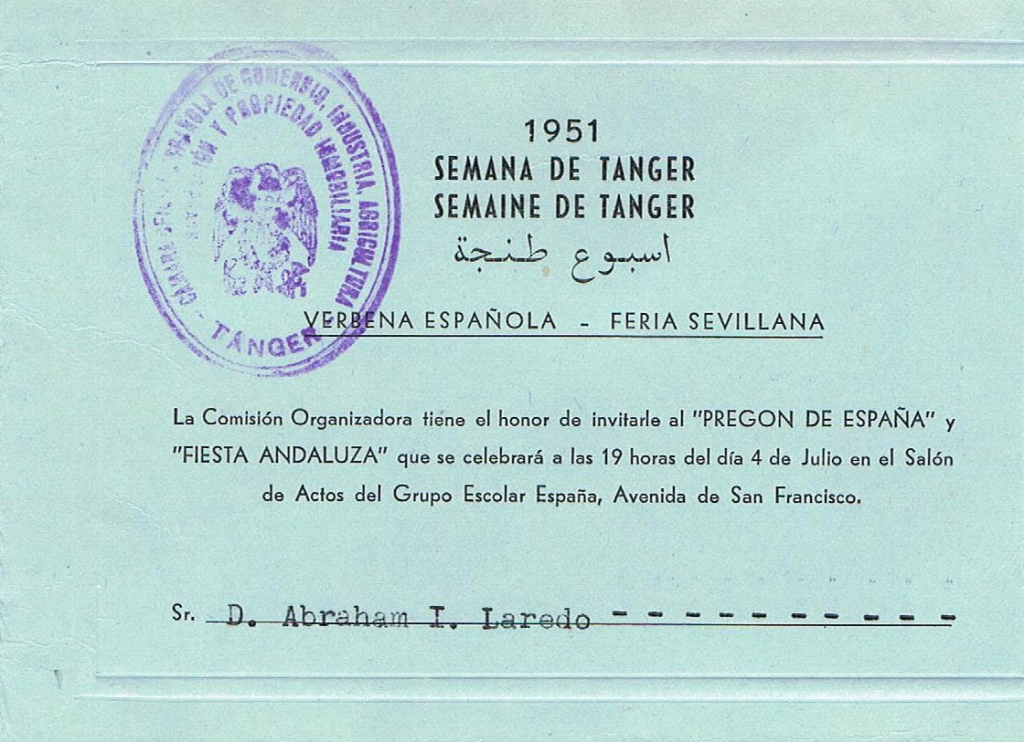 1951
SEMANA DE TANGER
SEMAINE DE TANGER
اسبوع طنجة
VERBENA ESPAÑOLA - FERIA SEVILLANA
La Comisión Organizadora tiene el honor de invitarle al "PREGON DE ESPAÑA" y
"FIESTA ANDALUZA" que se celebrará a las 19 horas del día 4 de Julio en el Salón
de Actos del Grupo Escolar España, Avenida de San Francisco.
Sr. D. Abraham I. Laredo - - - - - - - - - -
DE COMERSIO, INDUSTRIA, AGRICULTURA
Y PROPIEDAD INMOBILIARIA
- TÁNGER -